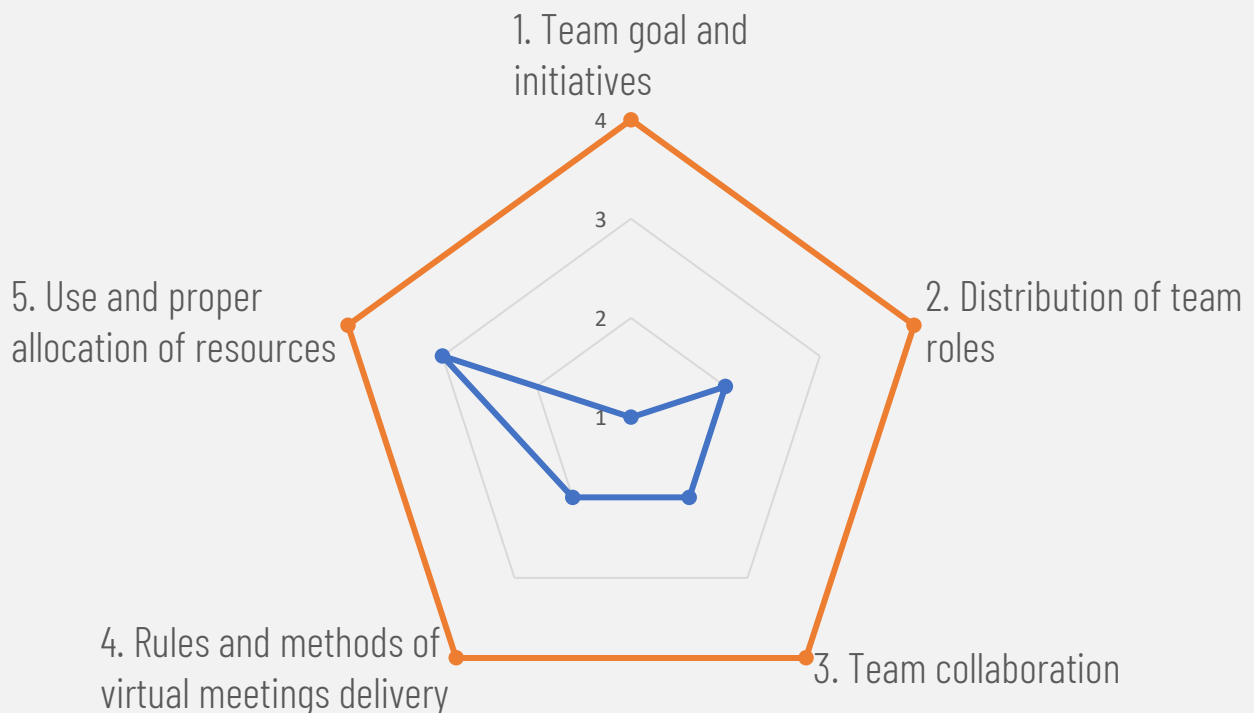 1. Team goal and
initiatives
4
3
2
1
5. Use and proper
allocation of resources
2. Distribution of team
roles
4. Rules and methods of
virtual meetings delivery
3. Team collaboration